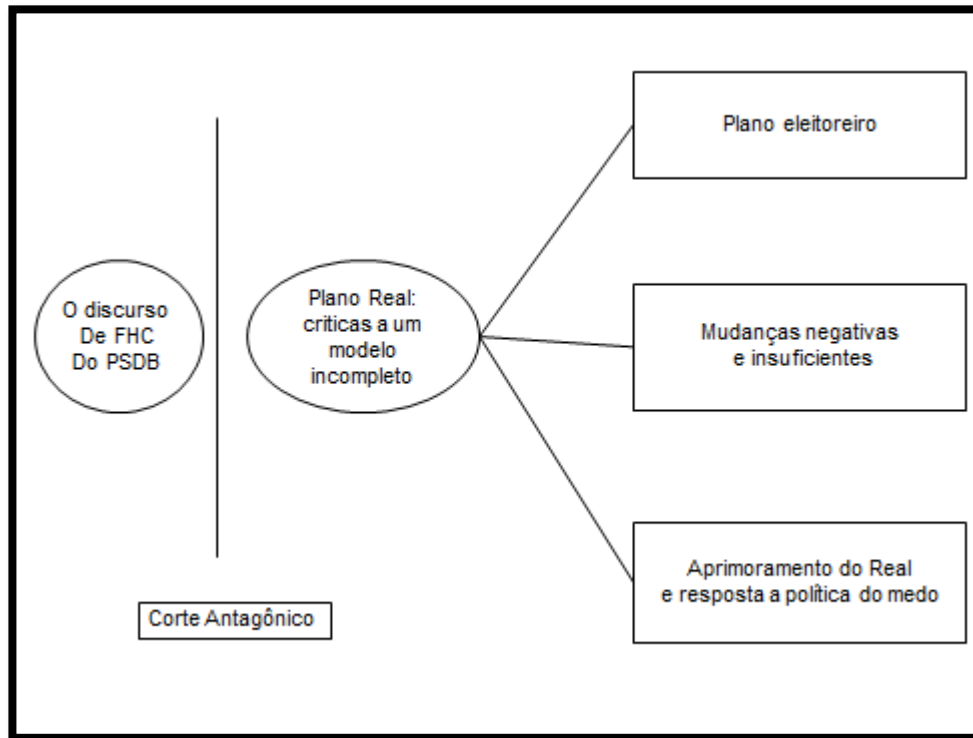 O discurso
De FHC
Do PSDB
Plano Real:
criticas a um
modelo
incompleto
Plano eleitoreiro
Mudanças negativas
e insuficientes
Aprimoramento do Real
e resposta a política do medo
Corte Antagônico